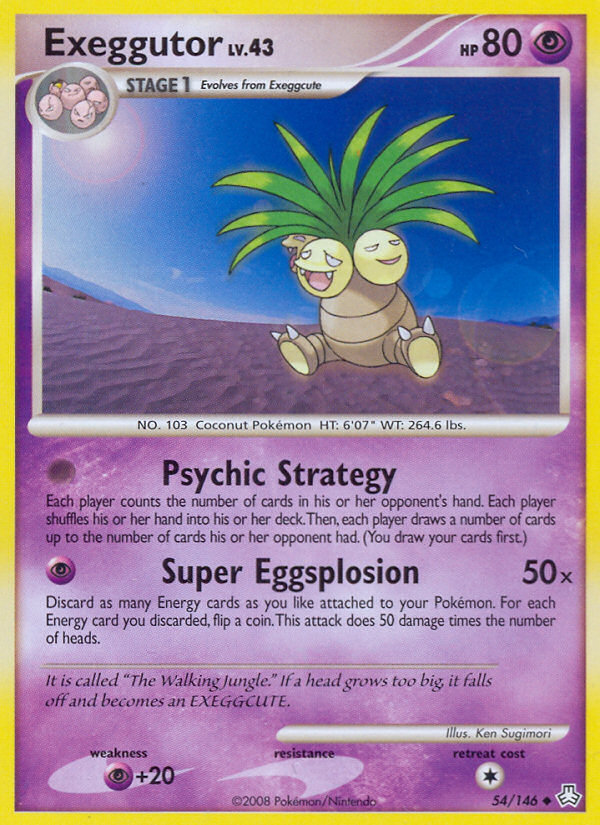 Exeggutor LV.43
HP 80
STAGE 1 Evolves from Exeggcute
NO. 103 Coconut Pokémon HT: 6'07" WT: 264.6 lbs.
Psychic Strategy
Each player counts the number of cards in his or her opponent's hand. Each player
shuffles his or her hand into his or her deck. Then, each player draws a number of cards
up to the number of cards his or her opponent had. (You draw your cards first.)
Super Eggsplosion 50x
Discard as many Energy cards as you like attached to your Pokémon. For each
Energy card you discarded, flip a coin. This attack does 50 damage times the number
of heads.
It is called "The Walking Jungle." If a head grows too big, it falls
off and becomes an EXEGGCUTE.
Illus. Ken Sugimori
weakness resistance retreat cost
+20
©2008 Pokémon/Nintendo 54/146